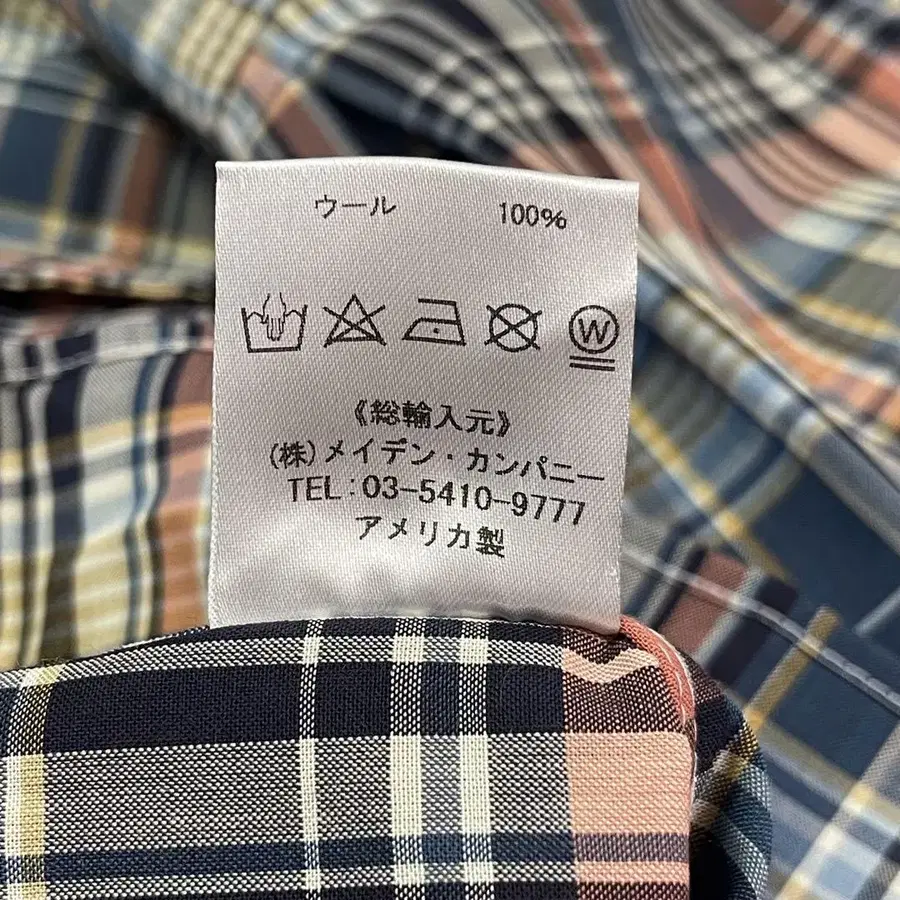 ウール 100%
W
《総輸入元》
(株)メイデン・カンパニー
TEL:03-5410-9777
アメリカ製